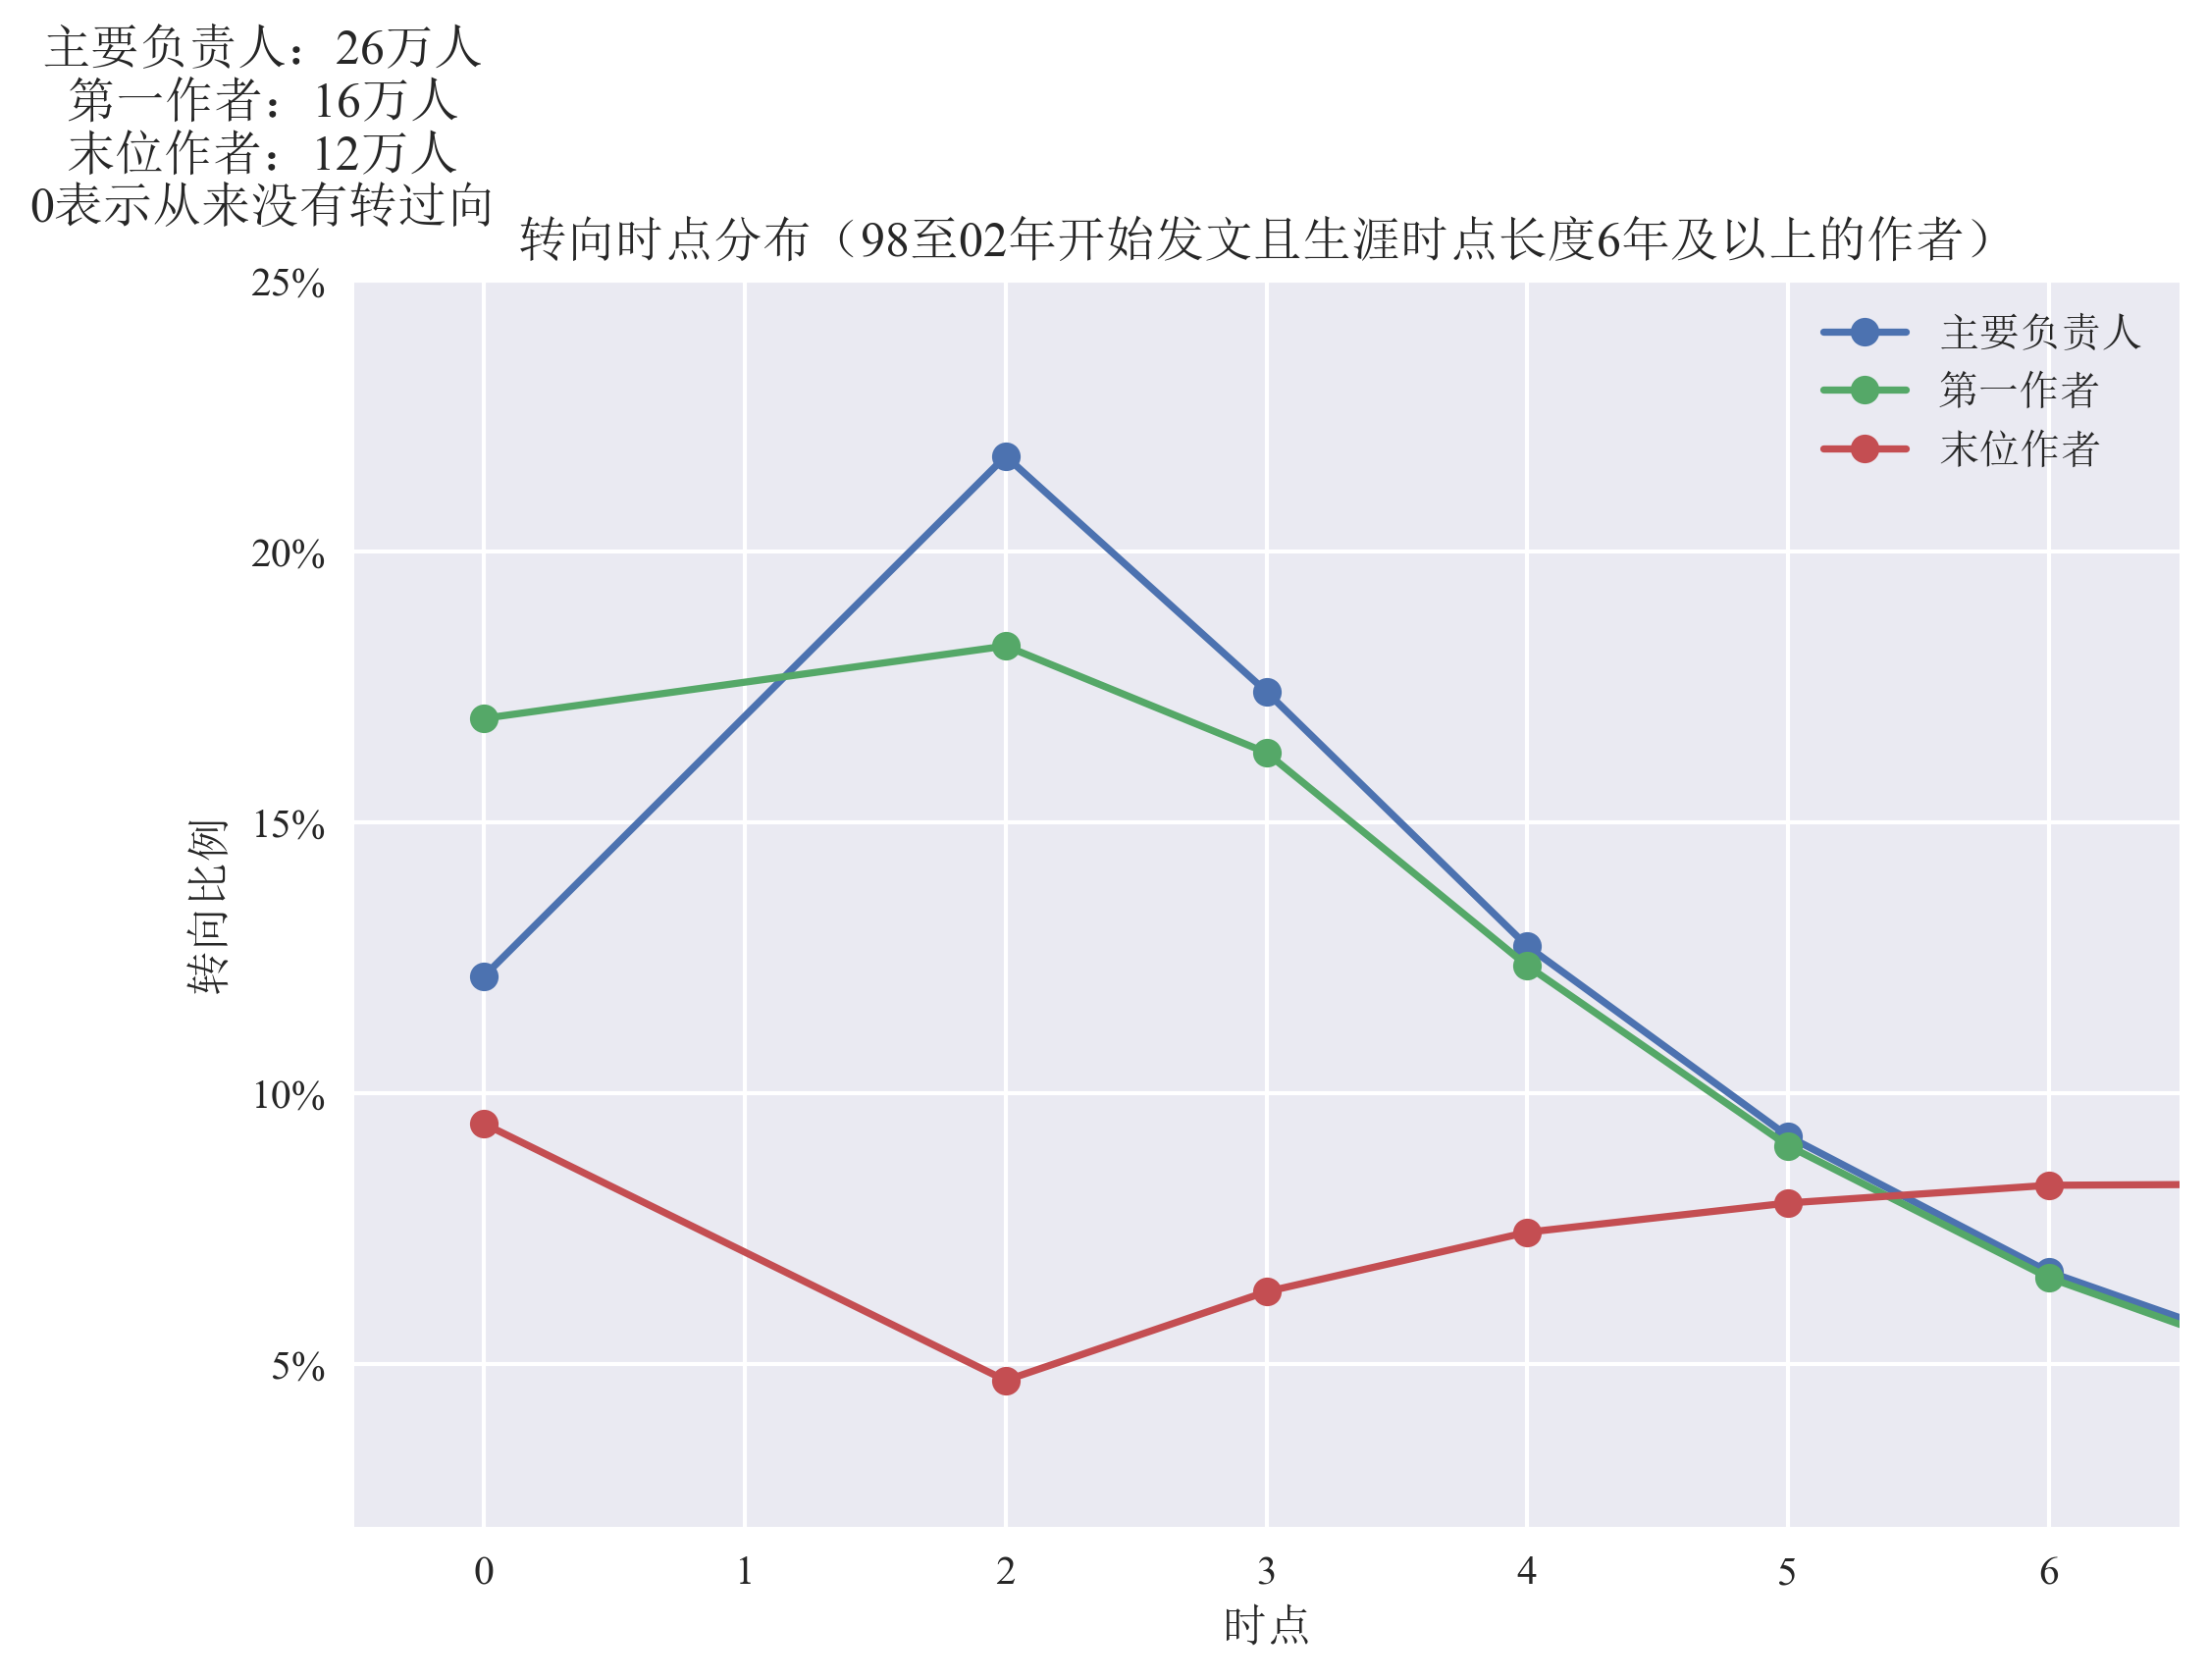 主要负责人：26万人
第一作者：16万人
末位作者：12万人
0表示从来没有转过向
转向时点分布（98至02年开始发文且生涯时点长度6年及以上的作者）
25%
20%
15%
10%
5%
转向比例
主要负责人
第一作者
末位作者
0 1 2 3 4 5 6
时点